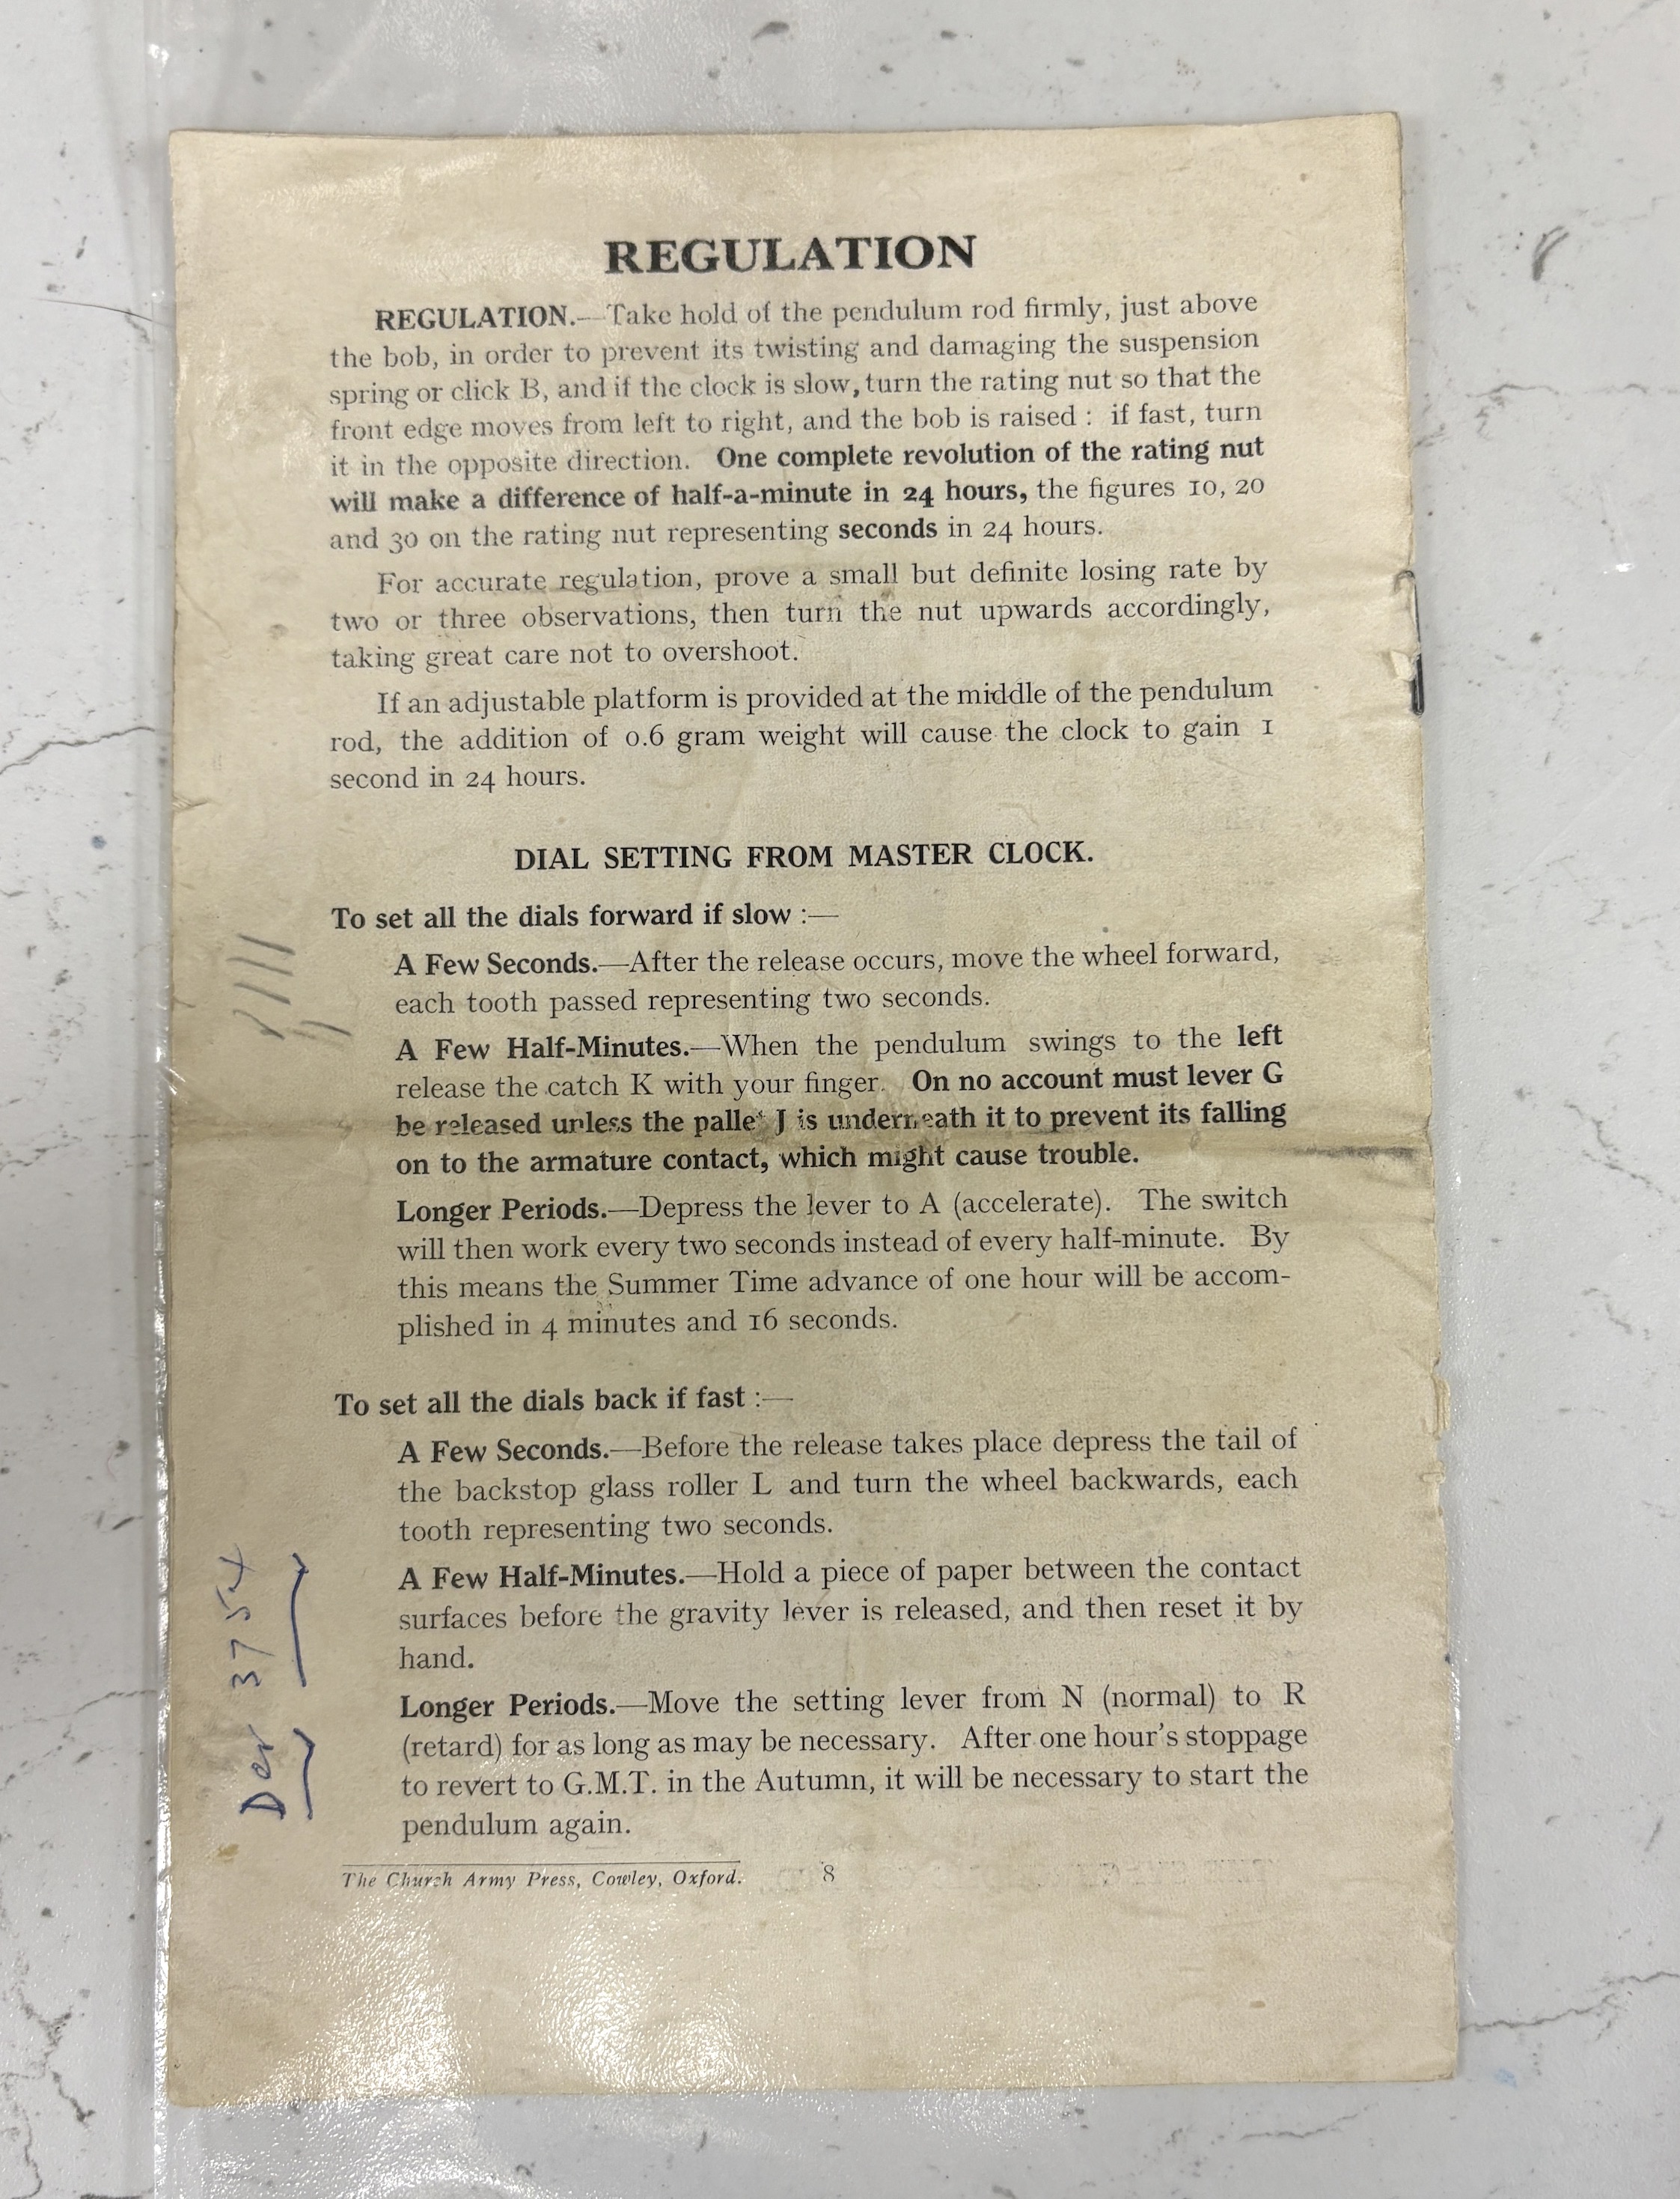 REGULATION
REGULATION.—Take hold of the pendulum rod firmly, just above
the bob, in order to prevent its twisting and damaging the suspension
spring or click B, and if the clock is slow, turn the rating nut so that the
front edge moves from left to right, and the bob is raised : if fast, turn
it in the opposite direction. One complete revolution of the rating nut
will make a difference of half-a-minute in 24 hours, the figures 10, 20
and 30 on the rating nut representing seconds in 24 hours.
For accurate regulation, prove a small but definite losing rate by
two or three observations, then turn the nut upwards accordingly,
taking great care not to overshoot.
If an adjustable platform is provided at the middle of the pendulum
rod, the addition of 0.6 gram weight will cause the clock to gain 1
second in 24 hours.
DIAL SETTING FROM MASTER CLOCK.
To set all the dials forward if slow :—
A Few Seconds.—After the release occurs, move the wheel forward,
each tooth passed representing two seconds.
A Few Half-Minutes.—When the pendulum swings to the left
release the catch K with your finger. On no account must lever G
be released unless the pallet J is underneath it to prevent its falling
on to the armature contact, which might cause trouble.
Longer Periods.—Depress the lever to A (accelerate). The switch
will then work every two seconds instead of every half-minute. By
this means the Summer Time advance of one hour will be accom-
plished in 4 minutes and 16 seconds.
To set all the dials back if fast :—
A Few Seconds.—Before the release takes place depress the tail of
the backstop glass roller L and turn the wheel backwards, each
tooth representing two seconds.
A Few Half-Minutes.—Hold a piece of paper between the contact
surfaces before the gravity lever is released, and then reset it by
hand.
Longer Periods.—Move the setting lever from N (normal) to R
(retard) for as long as may be necessary. After one hour's stoppage
to revert to G.M.T. in the Autumn, it will be necessary to start the
pendulum again.
The Church Army Press, Cowley, Oxford. 8